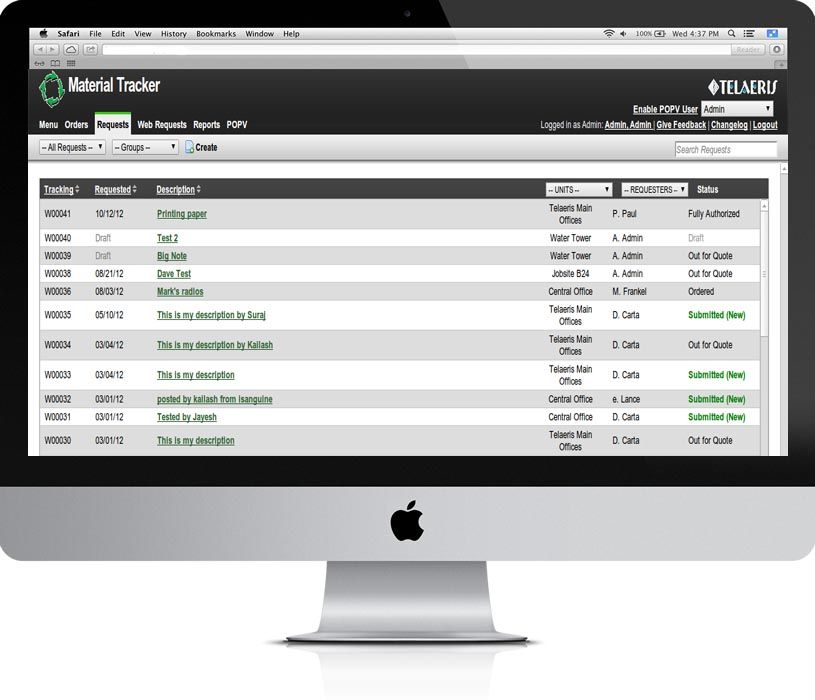 Safari File Edit View History Bookmarks Window Help 100% Wed 4:37 PM
Reader
Material Tracker
TELAERIS
Enable POPV User Admin
Menu Orders Requests Web Requests Reports POPV
Logged in as Admin: Admin, Admin | Give Feedback | Changelog | Logout
-- All Requests -- -- Groups -- Create Search Requests
Tracking Requested Description -- UNITS -- -- REQUESTERS -- Status
W00041 10/12/12 Printing paper Telaeris Main Offices P. Paul Fully Authorized
W00040 Draft Test 2 Water Tower A. Admin Draft
W00039 Draft Big Note Water Tower A. Admin Out for Quote
W00038 08/21/12 Dave Test Jobsite B24 A. Admin Out for Quote
W00036 08/03/12 Mark's radios Central Office M. Frankel Ordered
W00035 05/10/12 This is my description by Suraj Telaeris Main Offices D. Carta Submitted (New)
W00034 03/04/12 This is my description by Kailash Telaeris Main Offices D. Carta Out for Quote
W00033 03/04/12 This is my description Telaeris Main Offices D. Carta Submitted (New)
W00032 03/01/12 posted by kailash from isanguine Central Office e. Lance Submitted (New)
W00031 03/01/12 Tested by Jayesh Central Office D. Carta Submitted (New)
W00030 03/01/12 This is my description Telaeris Main Offices D. Carta Out for Quote